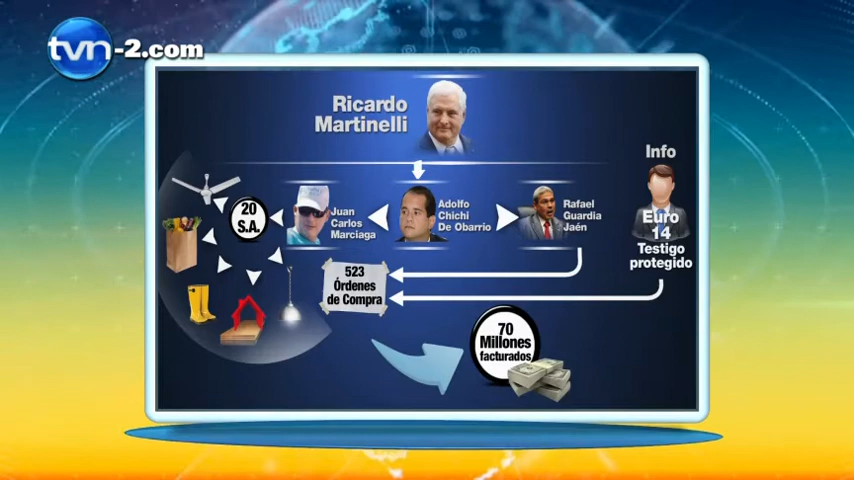 tvn-2.com
Ricardo
Martinelli
Info
Euro
14
Testigo
protegido
20
S.A.
Juan
Carlos
Marciaga
Adolfo
Chichi
De Obarrio
Rafael
Guardia
Jaén
523
Órdenes
de Compra
70
Millones
facturados